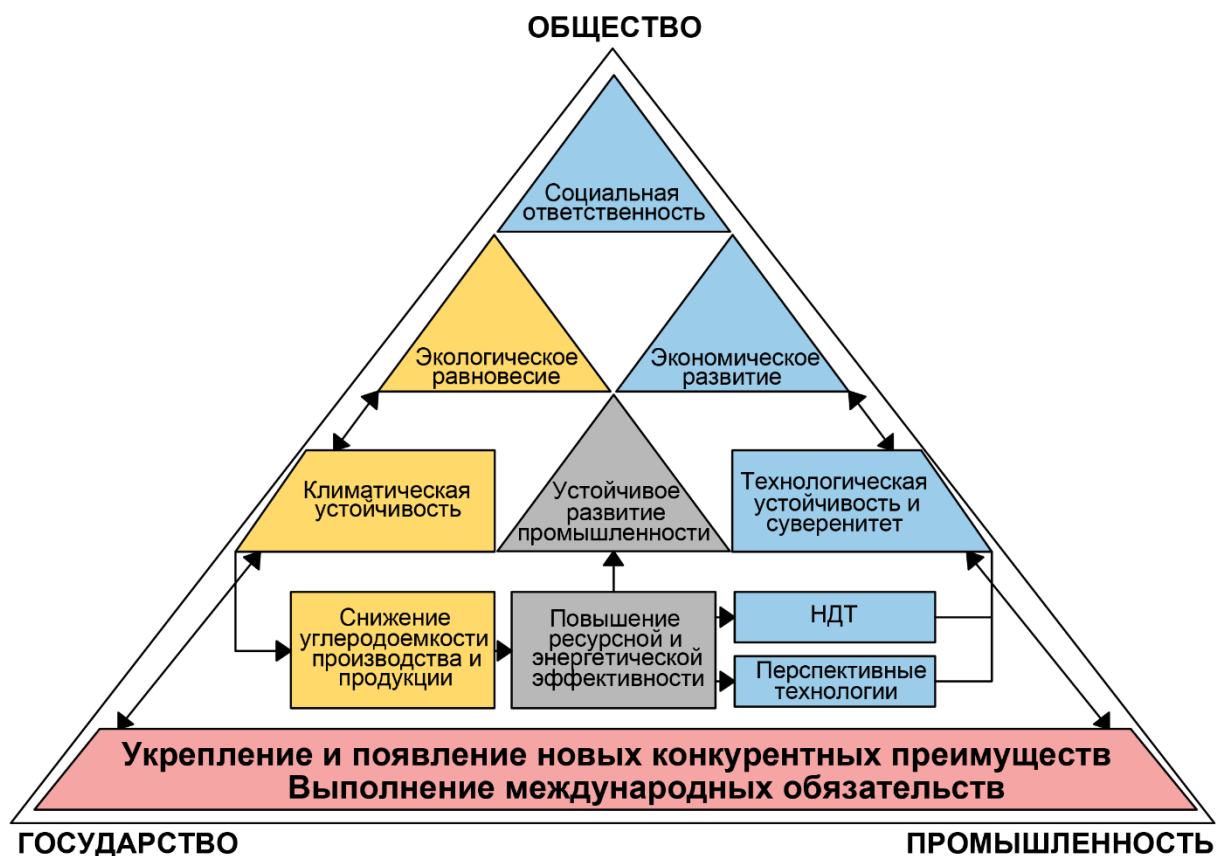 ОБЩЕСТВО
Социальная
ответственность
Экологическое
равновесие
Экономическое
развитие
Климатическая
устойчивость
Устойчивое
развитие
промышленности
Технологическая
устойчивость и
суверенитет
Снижение
углеродоемкости
производства и
продукции
Повышение
ресурсной и
энергетической
эффективности
НДТ
Перспективные
технологии
Укрепление и появление новых конкурентных преимуществ
Выполнение международных обязательств
ГОСУДАРСТВО
ПРОМЫШЛЕННОСТЬ